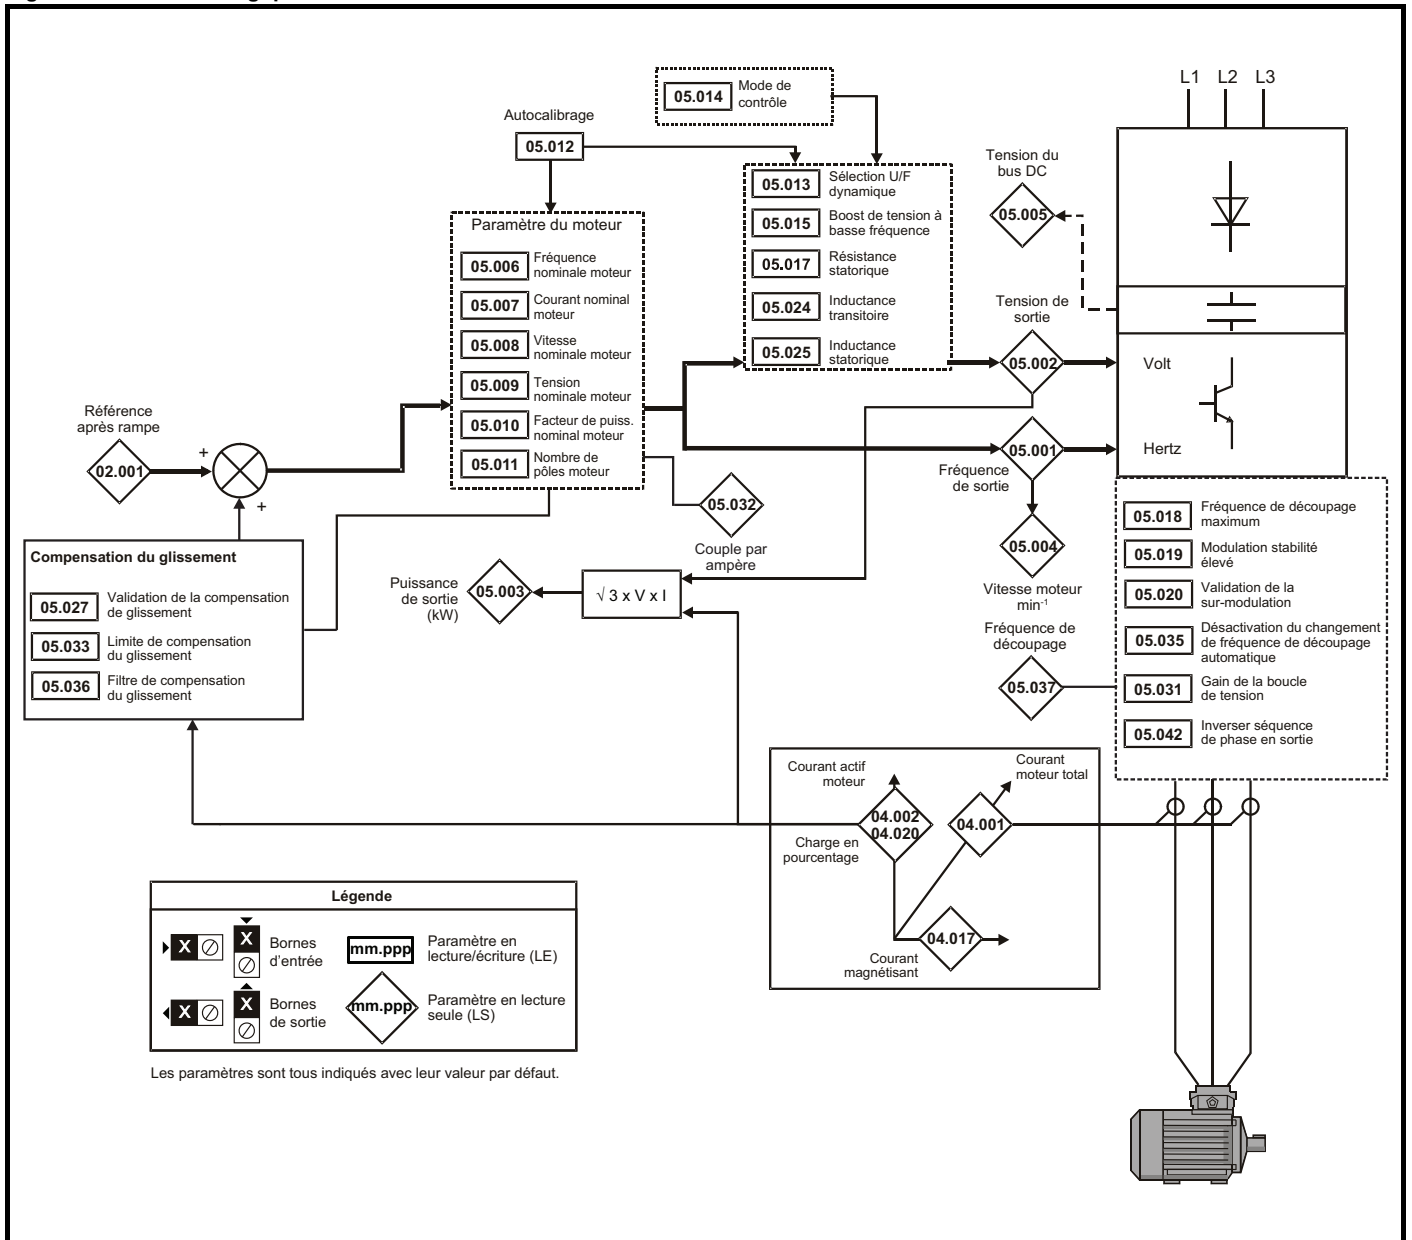 L1 L2 L3
05.014
Mode de
contrôle
Autocalibrage
05.012
Tension du
bus DC
05.005
05.013
Sélection U/F
dynamique
05.015
Boost de tension à
basse fréquence
05.017
Résistance
statorique
05.024
Inductance
transitoire
05.025
Inductance
statorique
Paramètre du moteur
05.006
Fréquence
nominale moteur
05.007
Courant nominal
moteur
05.008
Vitesse
nominale moteur
05.009
Tension
nominale moteur
05.010
Facteur de puiss.
nominal moteur
05.011
Nombre de
pôles moteur
Tension de
sortie
05.002
Volt
Hertz
05.001
Fréquence
de sortie
05.004
Vitesse moteur
min-1
Référence
après rampe
02.001
+
+
05.032
Couple par
ampère
Compensation du glissement
05.027
Validation de la compensation
de glissement
05.033
Limite de compensation
du glissement
05.036
Filtre de compensation
du glissement
Puissance
de sortie
(kW)
05.003
√ 3 x V x I
Fréquence de
découpage
05.037
05.018
Fréquence de découpage
maximum
05.019
Modulation stabilité
élevé
05.020
Validation de la
sur-modulation
05.035
Désactivation du changement
de fréquence de découpage
automatique
05.031
Gain de la boucle
de tension
05.042
Inverser séquence
de phase en sortie
Courant actif
moteur
Courant
moteur total
04.002
04.020
04.001
Charge en
pourcentage
04.017
Courant
magnétisant
Légende
X
X
Bornes
d'entrée
mm.ppp
Paramètre en
lecture/écriture (LE)
X
X
Bornes
de sortie
mm.ppp
Paramètre en lecture
seule (LS)
Les paramètres sont tous indiqués avec leur valeur par défaut.